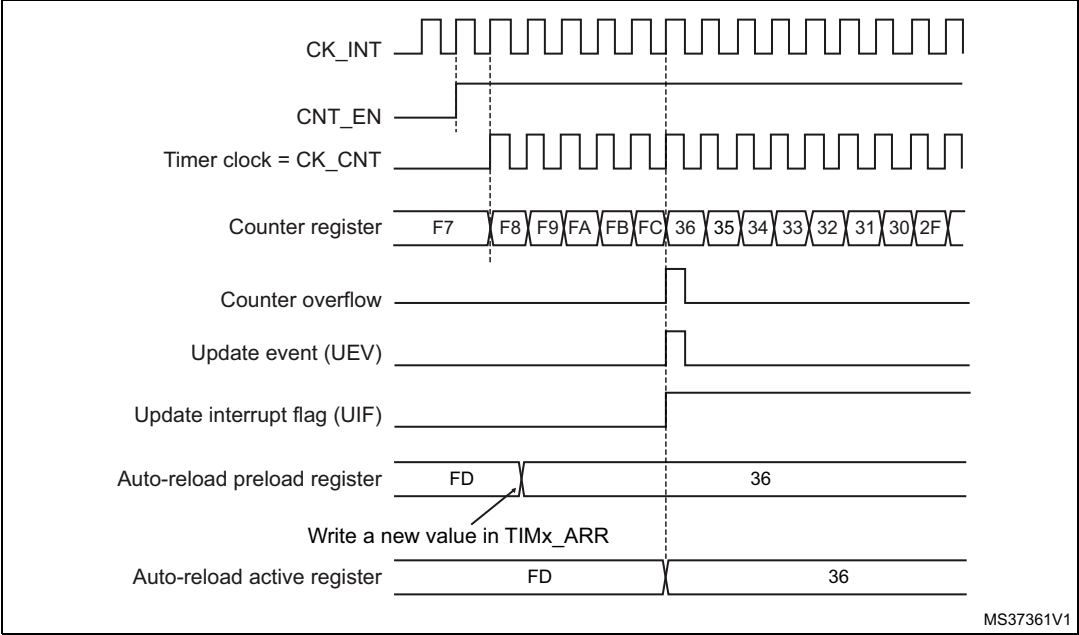 CK_INT
CNT_EN
Timer clock = CK_CNT
Counter register F7 F8 F9 FA FB FC 36 35 34 33 32 31 30 2F
Counter overflow
Update event (UEV)
Update interrupt flag (UIF)
Auto-reload preload register FD 36
Write a new value in TIMx_ARR
Auto-reload active register FD 36
MS37361V1